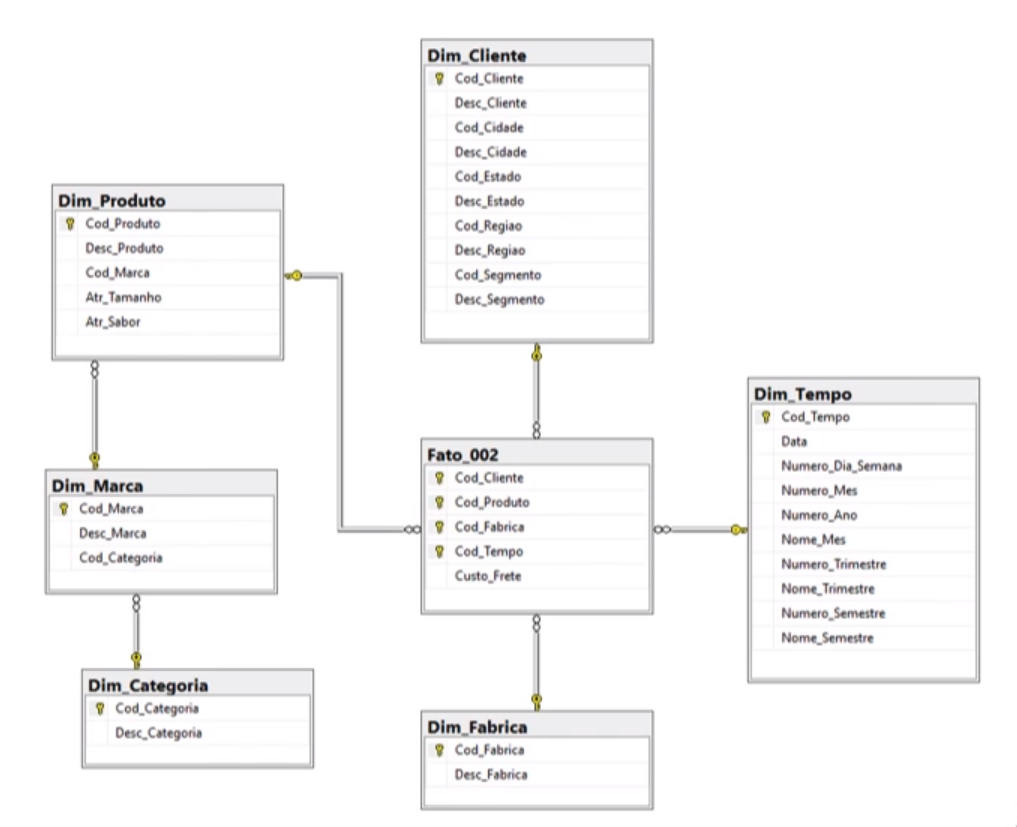 Dim_Cliente
Cod_Cliente
Desc_Cliente
Cod_Cidade
Desc_Cidade
Cod_Estado
Desc_Estado
Cod_Regiao
Desc_Regiao
Cod_Segmento
Desc_Segmento
Dim_Produto
Cod_Produto
Desc_Produto
Cod_Marca
Atr_Tamanho
Atr_Sabor
Dim_Tempo
Cod_Tempo
Data
Numero_Dia_Semana
Numero_Mes
Numero_Ano
Nome_Mes
Numero_Trimestre
Nome_Trimestre
Numero_Semestre
Nome_Semestre
Fato_002
Cod_Cliente
Cod_Produto
Cod_Fabrica
Cod_Tempo
Custo_Frete
Dim_Marca
Cod_Marca
Desc_Marca
Cod_Categoria
Dim_Categoria
Cod_Categoria
Desc_Categoria
Dim_Fabrica
Cod_Fabrica
Desc_Fabrica